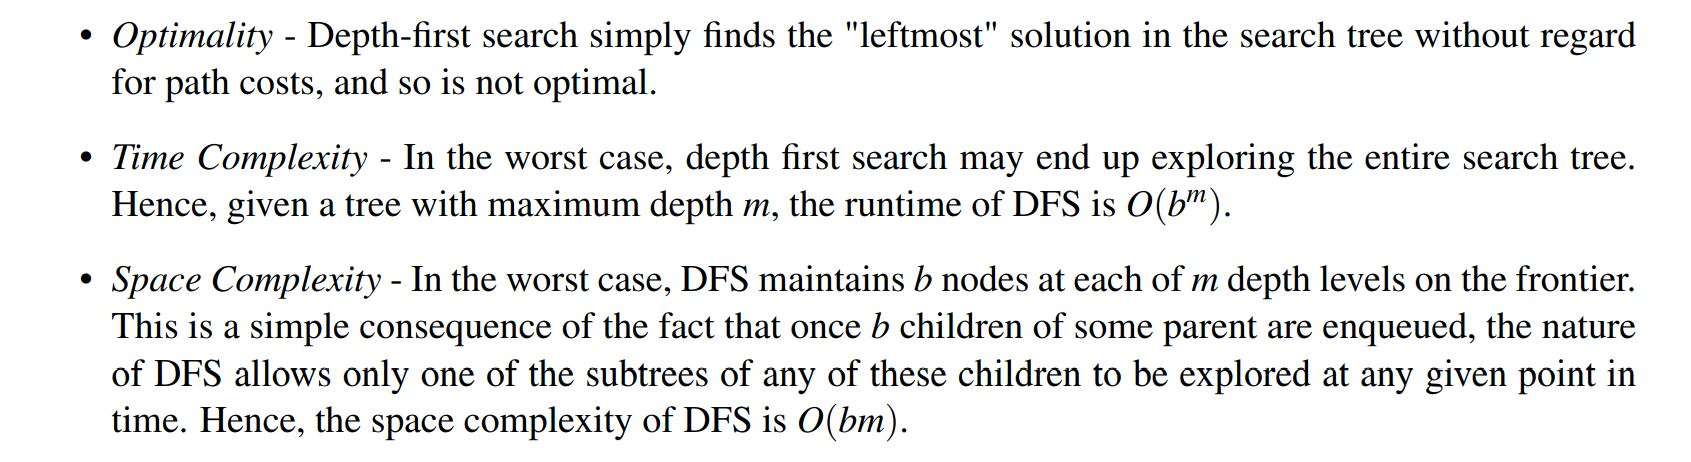 • Optimality - Depth-first search simply finds the "leftmost" solution in the search tree without regard
for path costs, and so is not optimal.
• Time Complexity - In the worst case, depth first search may end up exploring the entire search tree.
Hence, given a tree with maximum depth m, the runtime of DFS is O(b^m).
• Space Complexity - In the worst case, DFS maintains b nodes at each of m depth levels on the frontier.
This is a simple consequence of the fact that once b children of some parent are enqueued, the nature
of DFS allows only one of the subtrees of any of these children to be explored at any given point in
time. Hence, the space complexity of DFS is O(bm).